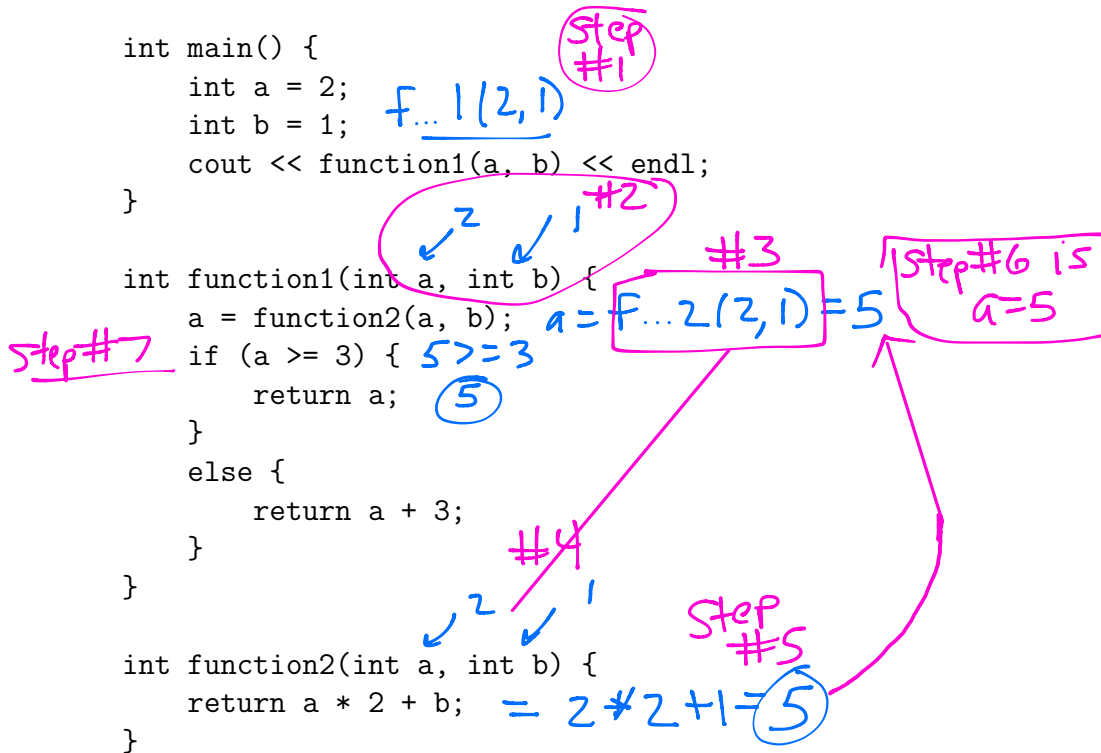 int main() {
Step
#1
int a = 2;
int b = 1;
F... 1(2,1)
cout << function1(a, b) << endl;
}
2
1
#2
int function1(int a, int b) {
#3
a = function2(a, b);
a = F...2(2,1) = 5
Step#6 is
a=5
Step#7
if (a >= 3) {
5>=3
return a;
5
}
else {
return a + 3;
}
}
#4
2
1
int function2(int a, int b) {
Step
#5
return a * 2 + b;
= 2*2+1=5
}